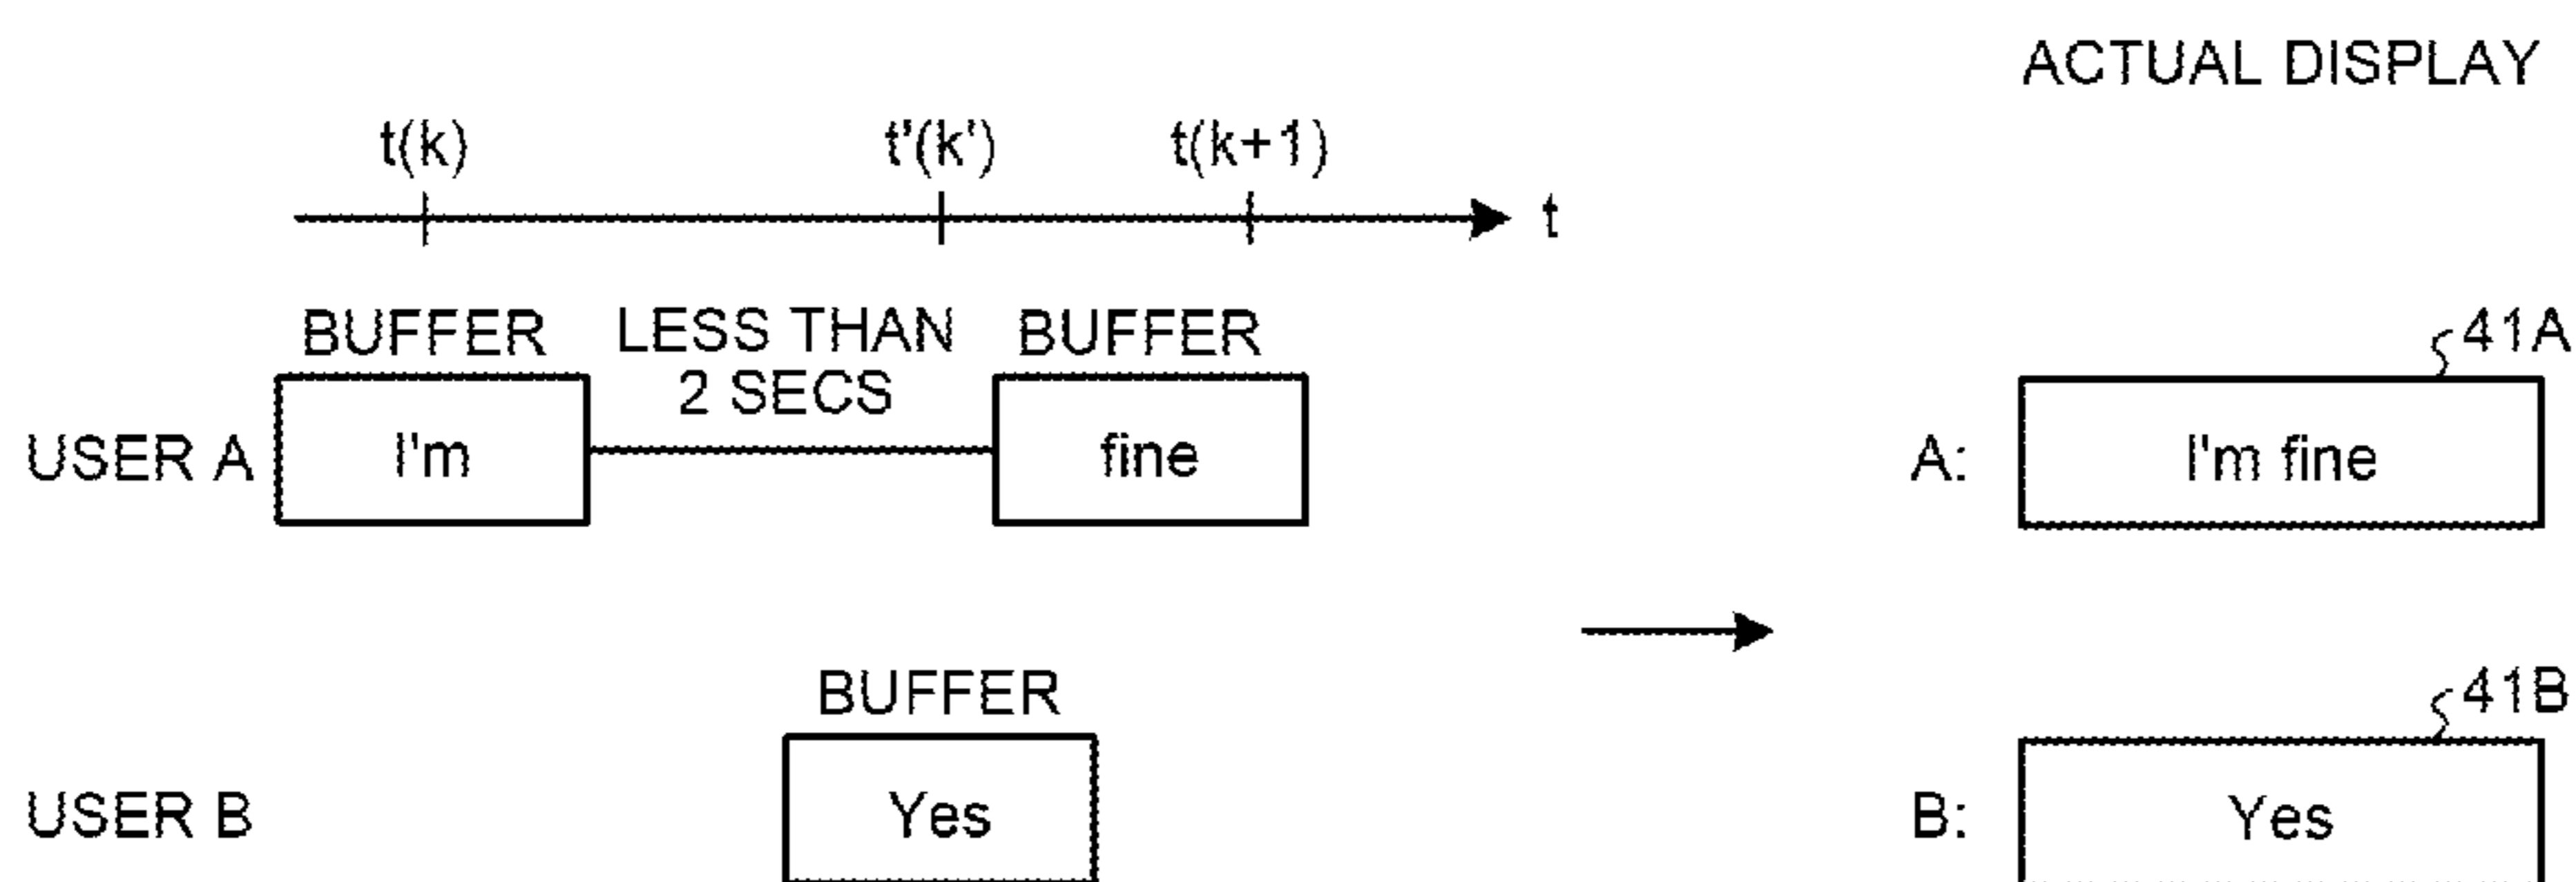 ACTUAL DISPLAY
t(k) t'(k') t(k+1)
t
BUFFER LESS THAN 2 SECS BUFFER
41A
USER A I'm fine A: I'm fine
BUFFER
41B
USER B Yes B: Yes